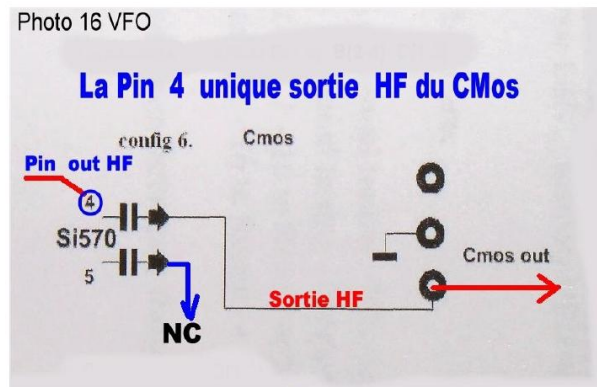 Photo 16 VFO
La Pin 4 unique sortie HF du CMos
config 6. Cmos
Pin out HF
4
Si570
5
Cmos out
Sortie HF
NC